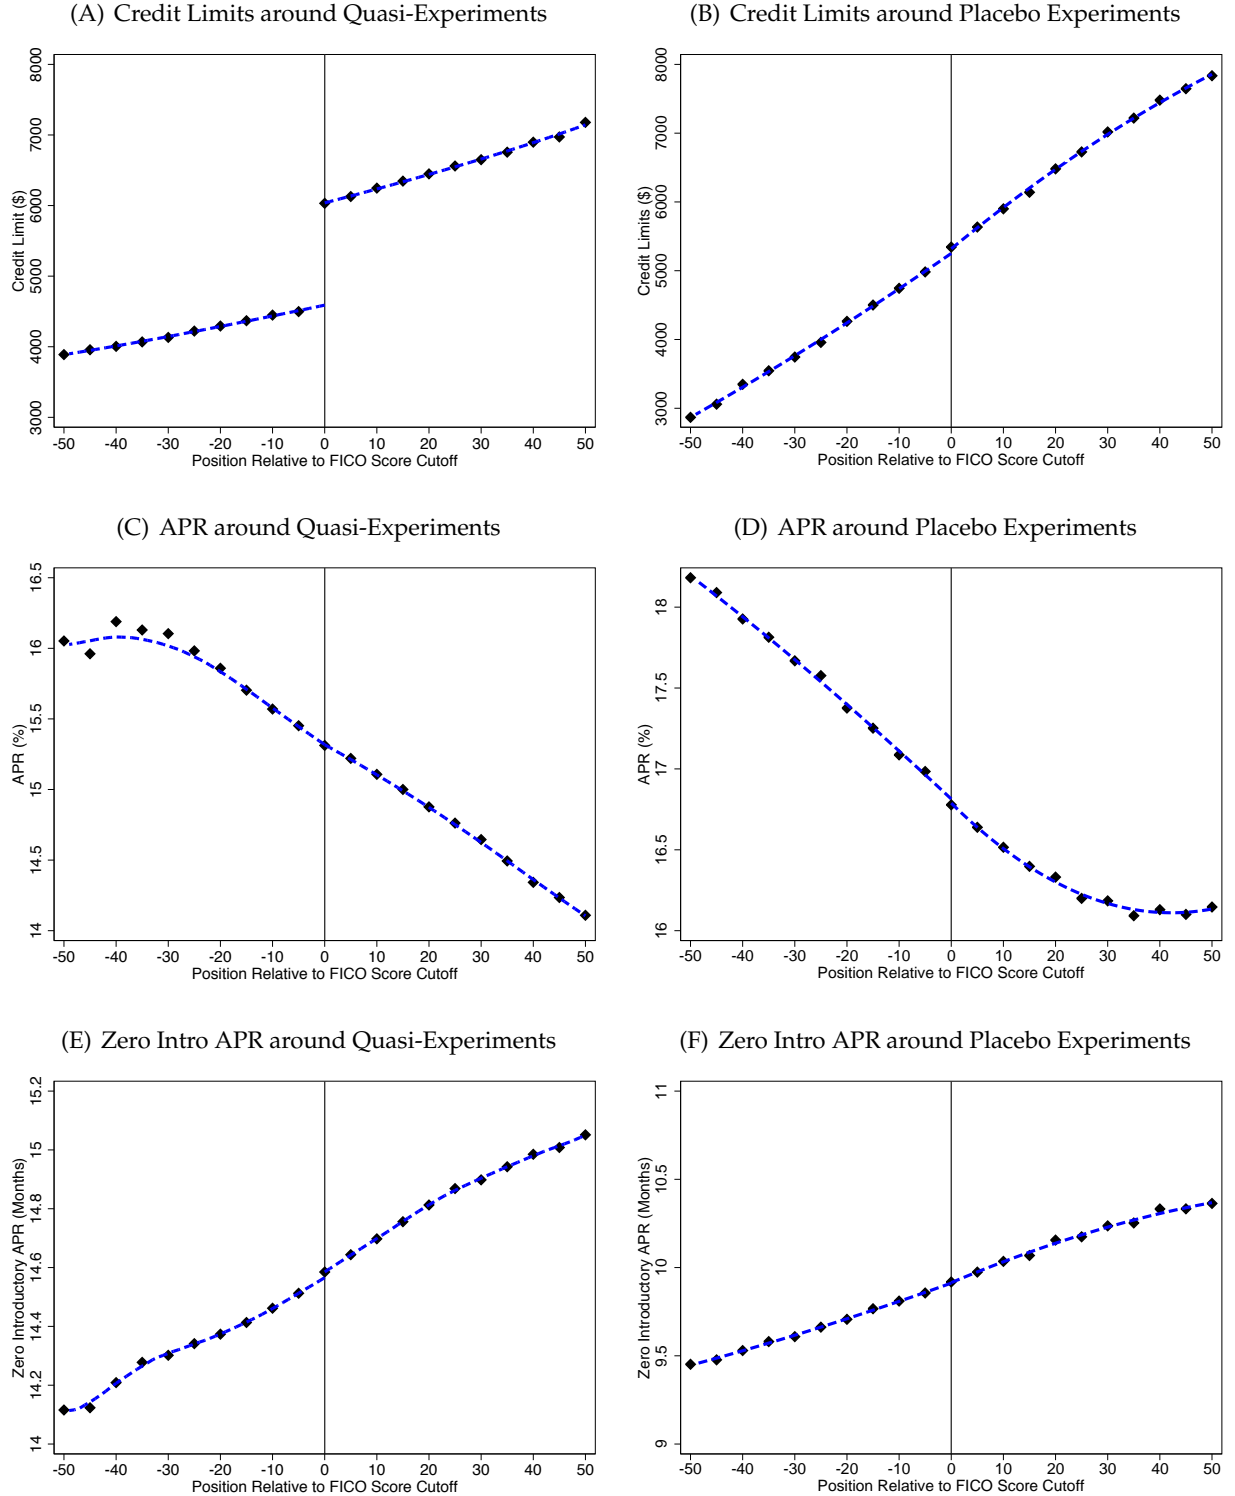 (A) Credit Limits around Quasi-Experiments
Credit Limit ($)
8000
7000
6000
5000
4000
3000
-50 -40 -30 -20 -10 0 10 20 30 40 50
Position Relative to FICO Score Cutoff
(B) Credit Limits around Placebo Experiments
Credit Limits ($)
8000
7000
6000
5000
4000
3000
-50 -40 -30 -20 -10 0 10 20 30 40 50
Position Relative to FICO Score Cutoff
(C) APR around Quasi-Experiments
APR (%)
16.5
16
15.5
15
14.5
14
-50 -40 -30 -20 -10 0 10 20 30 40 50
Position Relative to FICO Score Cutoff
(D) APR around Placebo Experiments
APR (%)
18
17.5
17
16.5
16
-50 -40 -30 -20 -10 0 10 20 30 40 50
Position Relative to FICO Score Cutoff
(E) Zero Intro APR around Quasi-Experiments
Zero Introductory APR (Months)
15.2
15
14.8
14.6
14.4
14.2
14
-50 -40 -30 -20 -10 0 10 20 30 40 50
Position Relative to FICO Score Cutoff
(F) Zero Intro APR around Placebo Experiments
Zero Introductory APR (Months)
11
10.5
10
9.5
9
-50 -40 -30 -20 -10 0 10 20 30 40 50
Position Relative to FICO Score Cutoff